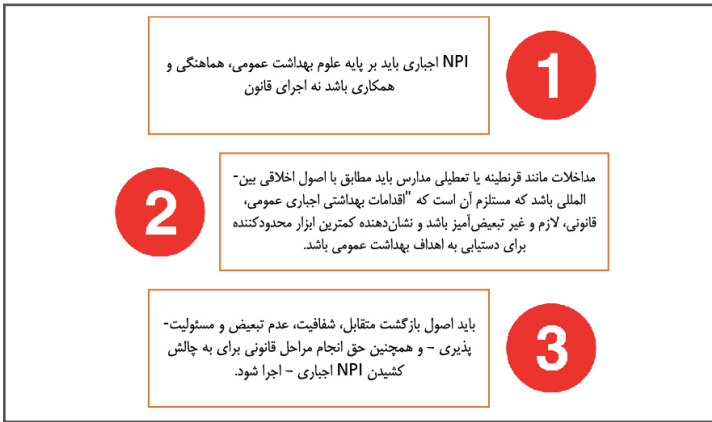 1
NPI اجباری باید بر پایه علوم بهداشت عمومی، هماهنگی و
همکاری باشد نه اجرای قانون
2
مداخلات مانند قرنطینه یا تعطیلی مدارس باید مطابق با اصول اخلاقی بین-
المللی باشد که مستلزم آن است که "اقدامات بهداشتی اجباری عمومی،
قانونی، لازم و غیر تبعیض‌آمیز باشد و نشان‌دهنده کمترین ابزار محدودکننده
برای دستیابی به اهداف بهداشت عمومی باشد.
3
باید اصول بازگشت متقابل، شفافیت، عدم تبعیض و مسئولیت-
پذیری – و همچنین حق انجام مراحل قانونی برای به چالش
کشیدن NPI اجباری – اجرا شود.